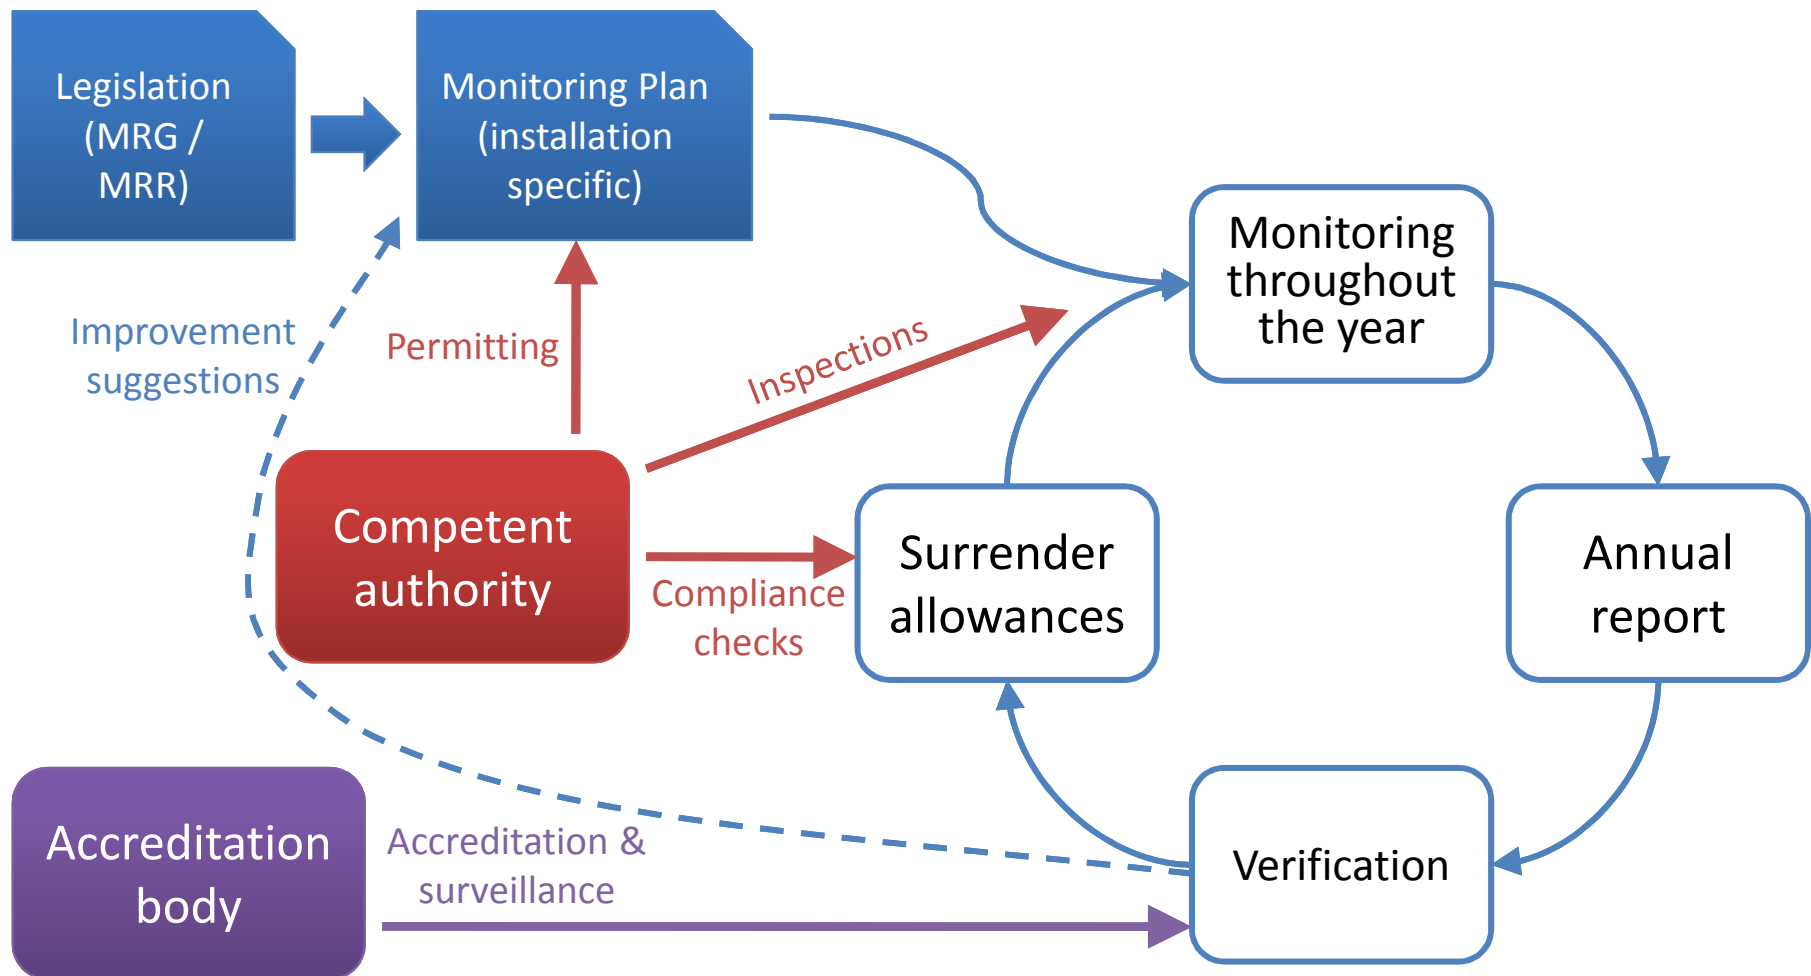 Legislation
(MRG /
MRR)
Monitoring Plan
(installation
specific)
Monitoring
throughout
the year
Improvement
suggestions
Permitting
Inspections
Competent
authority
Compliance
checks
Surrender
allowances
Annual
report
Accreditation
body
Accreditation &
surveillance
Verification